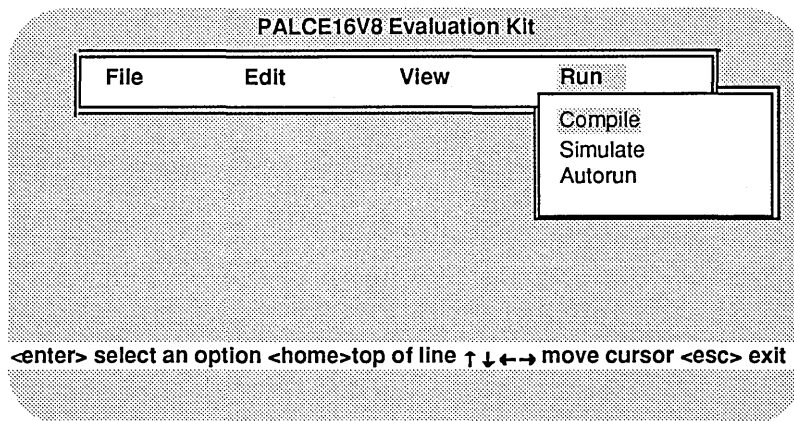 PALCE16V8 Evaluation Kit
File Edit View Run
Compile
Simulate
Autorun
<enter> select an option <home>top of line ↑↓←→ move cursor <esc> exit